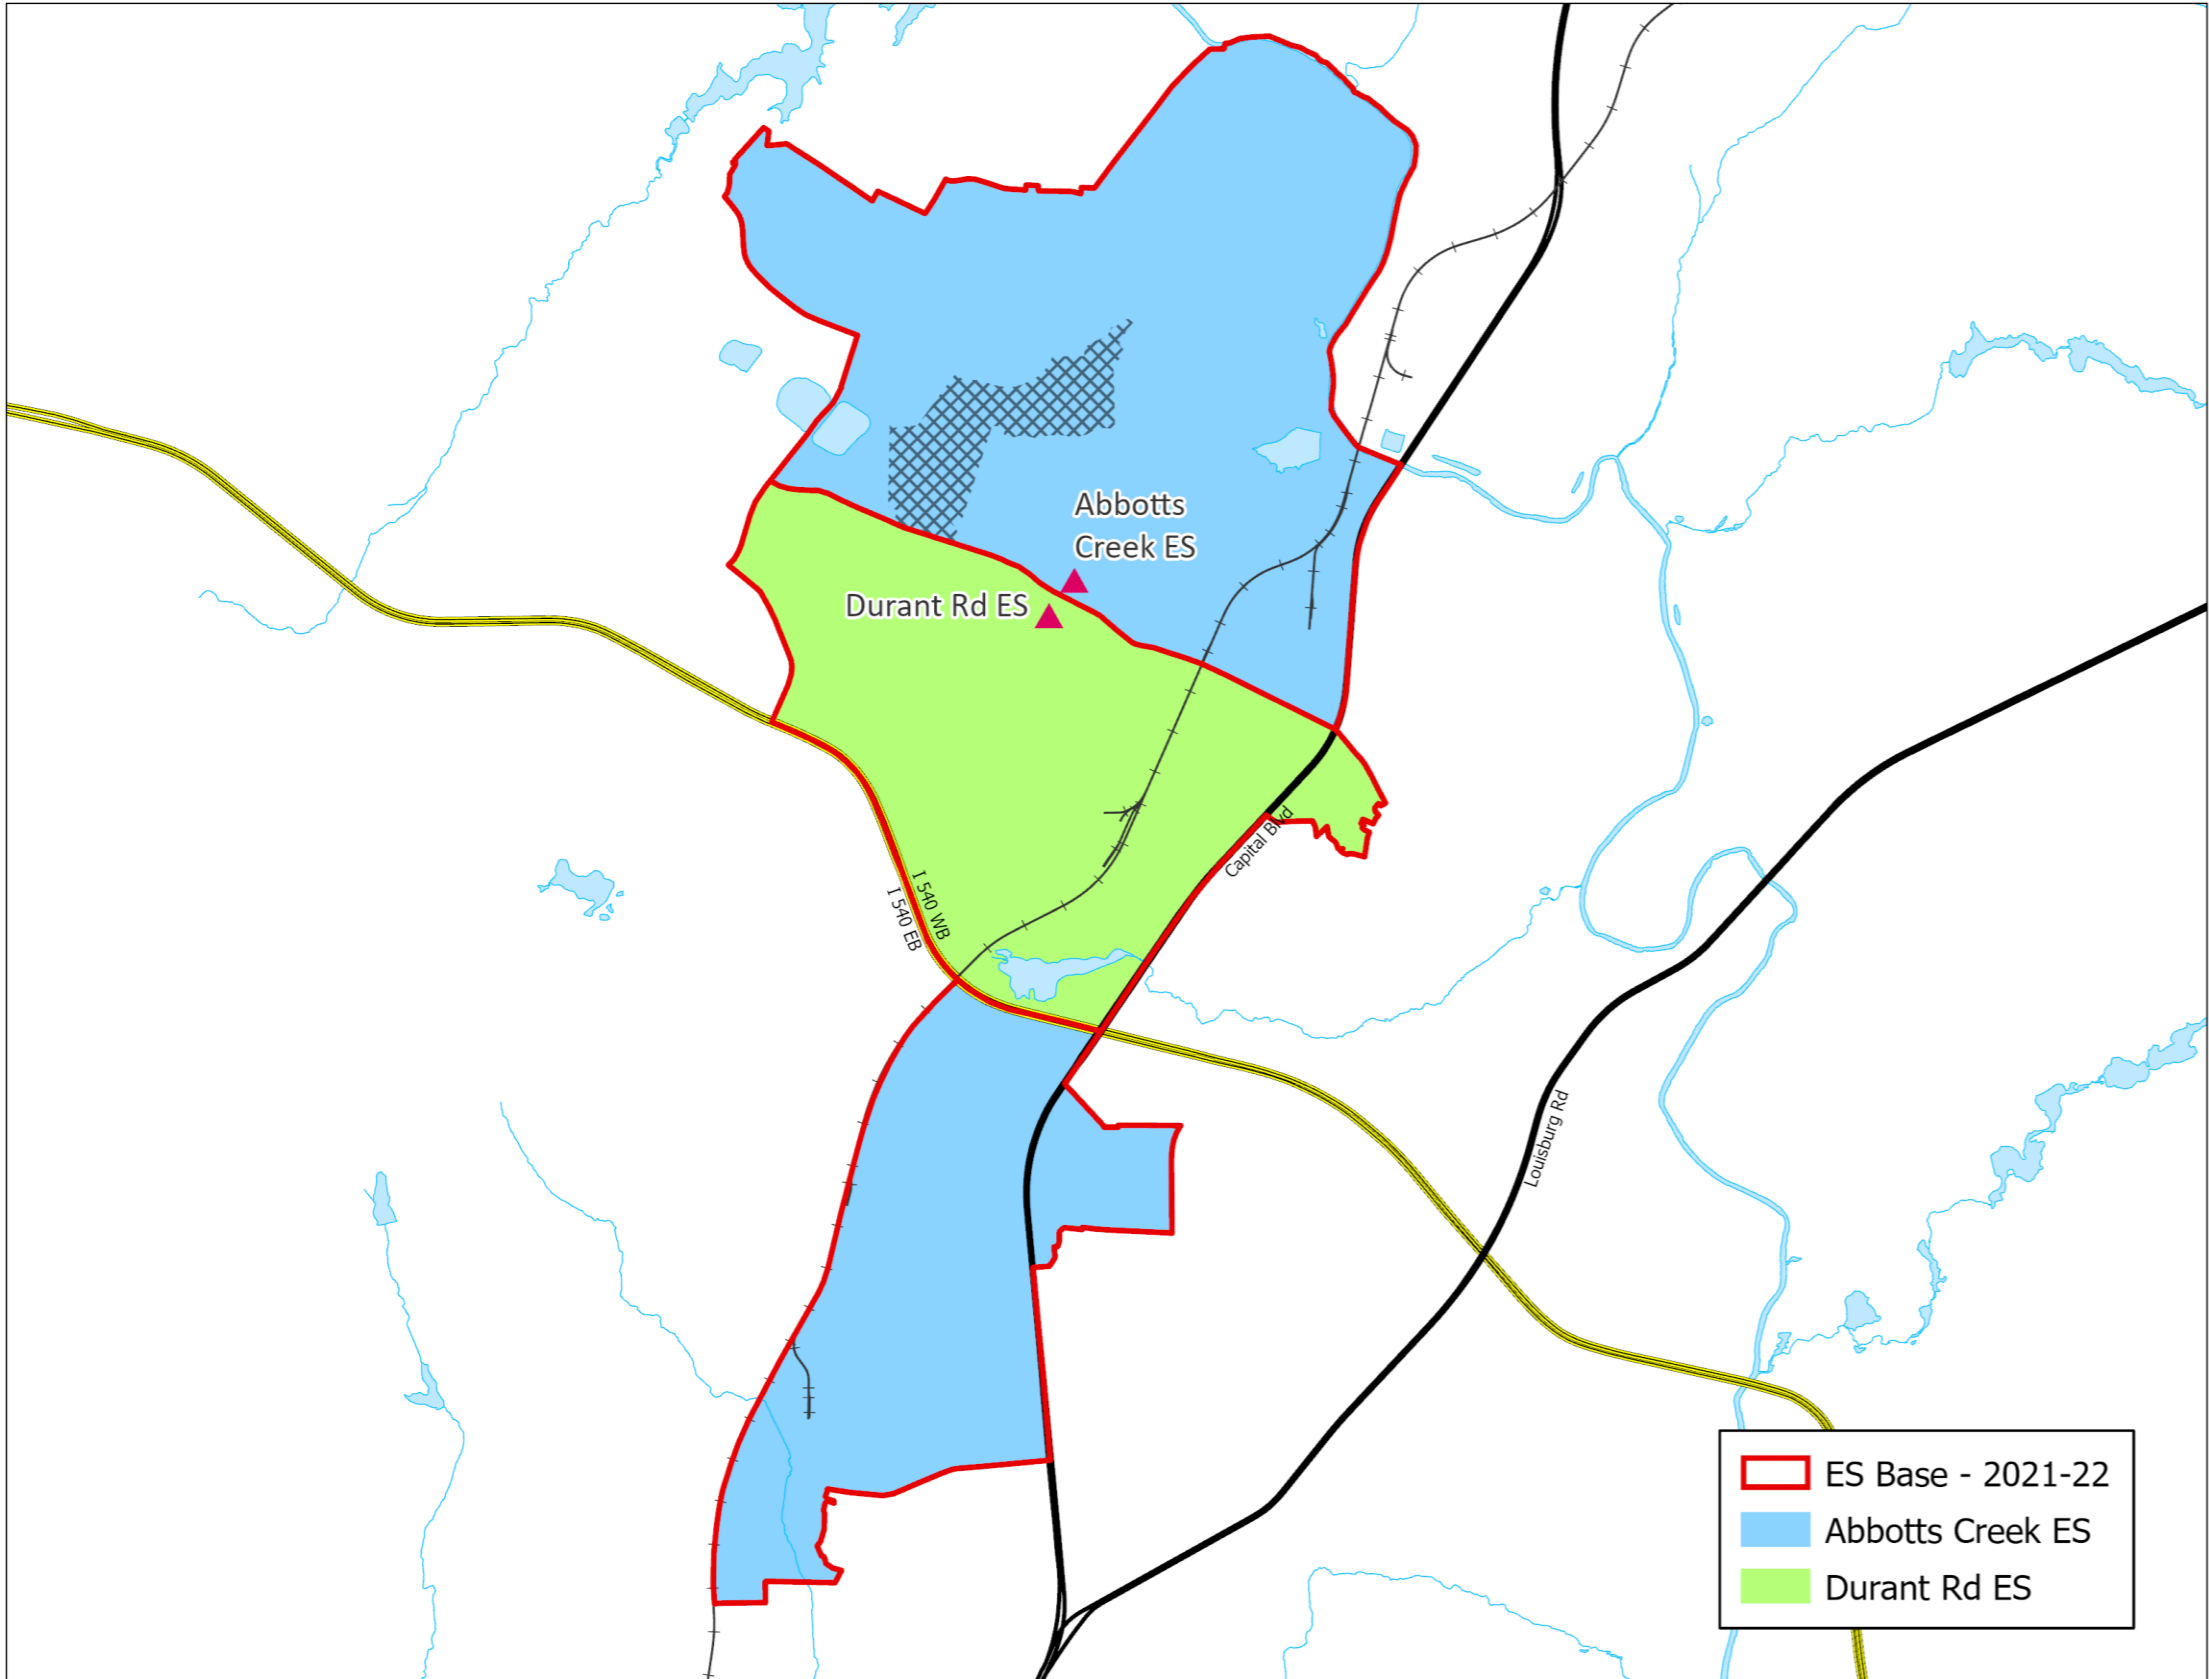 Abbotts
Creek ES
Durant Rd ES
Capital Blvd
I 540 WB
I 540 EB
Louisburg Rd
ES Base - 2021-22
Abbotts Creek ES
Durant Rd ES